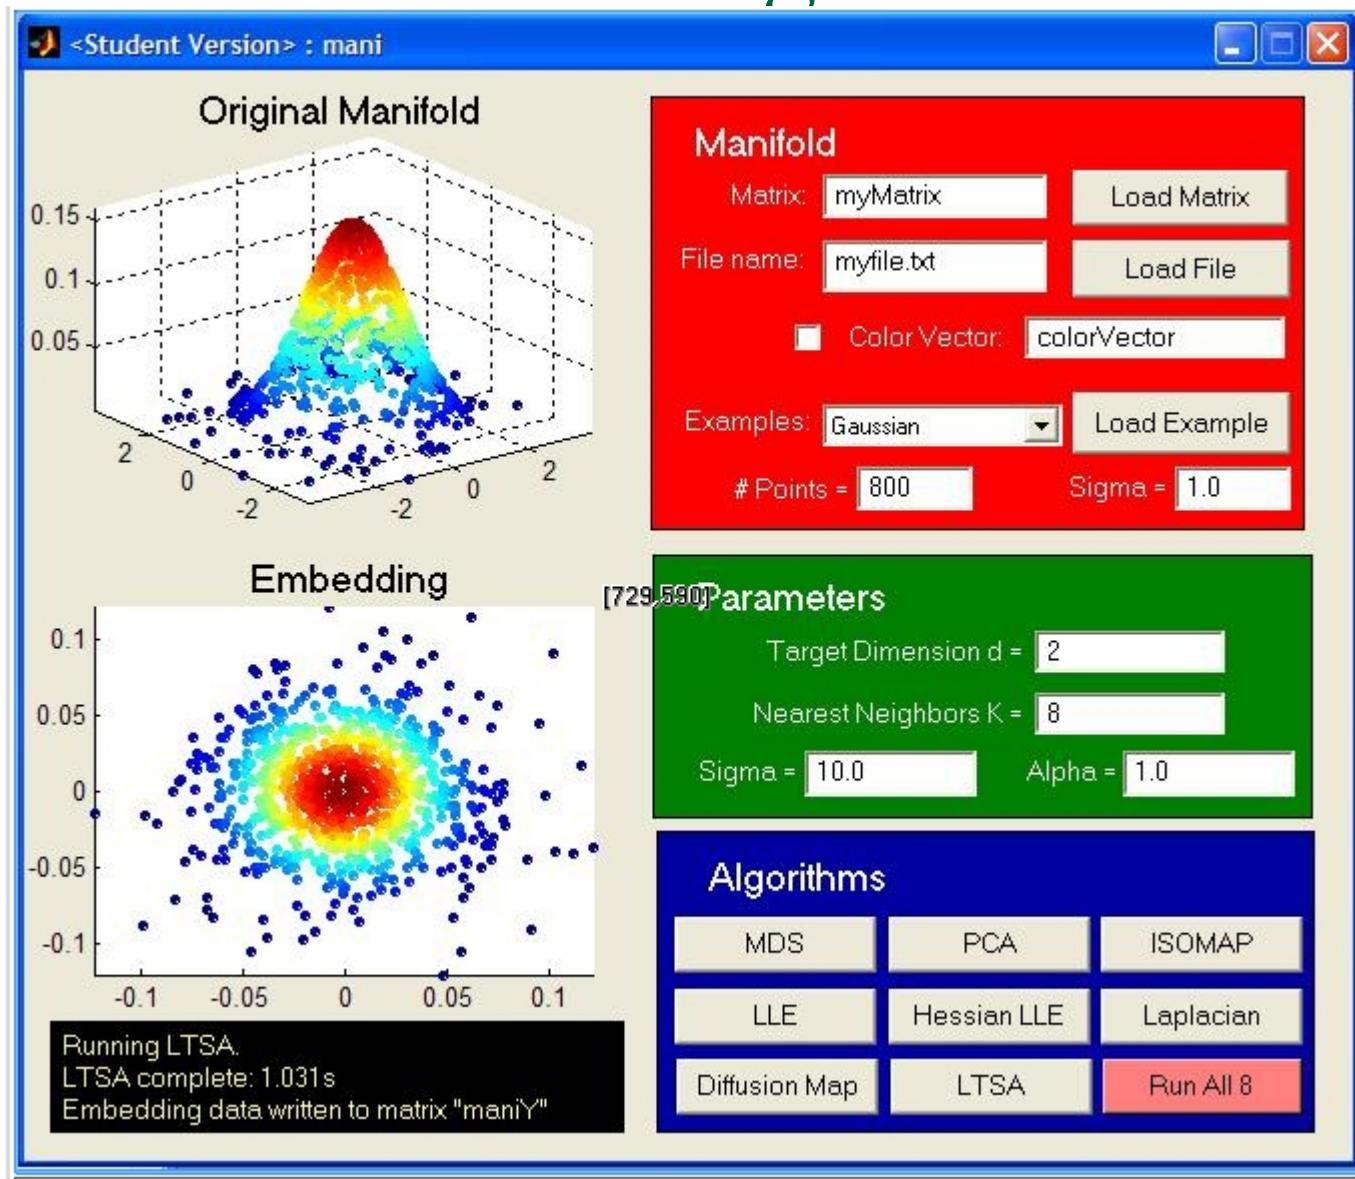 <Student Version> : mani
Original Manifold
0.15
0.1
0.05
2
0
-2
-2
0
2
Manifold
Matrix: myMatrix Load Matrix
File name: myfile.txt Load File
Color Vector: colorVector
Examples: Gaussian Load Example
# Points = 800 Sigma = 1.0
Embedding
0.1
0.05
0
-0.05
-0.1
-0.1 -0.05 0 0.05 0.1
[729,590]
Parameters
Target Dimension d = 2
Nearest Neighbors K = 8
Sigma = 10.0 Alpha = 1.0
Running LTSA.
LTSA complete: 1.031s
Embedding data written to matrix "maniY"
Algorithms
MDS PCA ISOMAP
LLE Hessian LLE Laplacian
Diffusion Map LTSA Run All 8